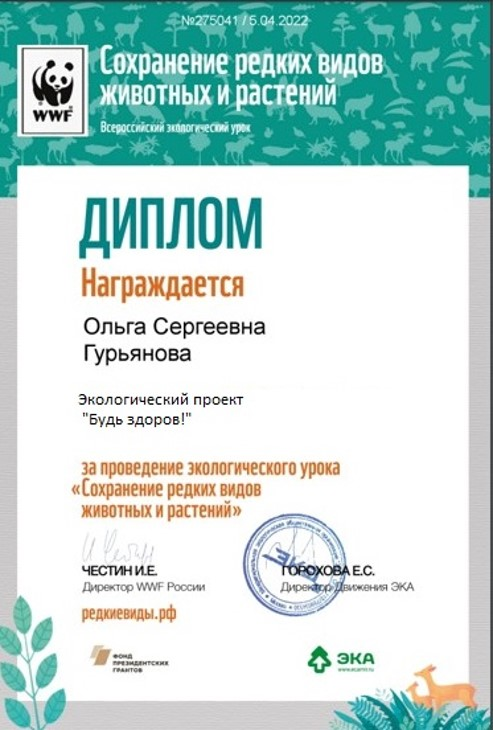 №275041 / 5.04.2022
Сохранение редких видов
животных и растений
WWF
Всероссийский экологический урок
ДИПЛОМ
Награждается
Ольга Сергеевна
Гурьянова
Экологический проект
"Будь здоров!"
за проведение экологического урока
«Сохранение редких видов
животных и растений»
ЧЕСТИН И.Е.
Директор WWF России
ГОРОХОВА Е.С.
Директор Движения ЭКА
редкиевиды.рф
ФОНД
ПРЕЗИДЕНТСКИХ
ГРАНТОВ
ЭКА